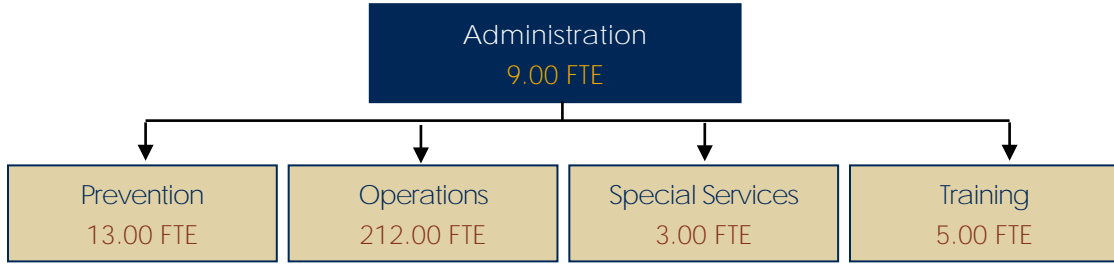 Administration
9.00 FTE
Prevention
13.00 FTE
Operations
212.00 FTE
Special Services
3.00 FTE
Training
5.00 FTE